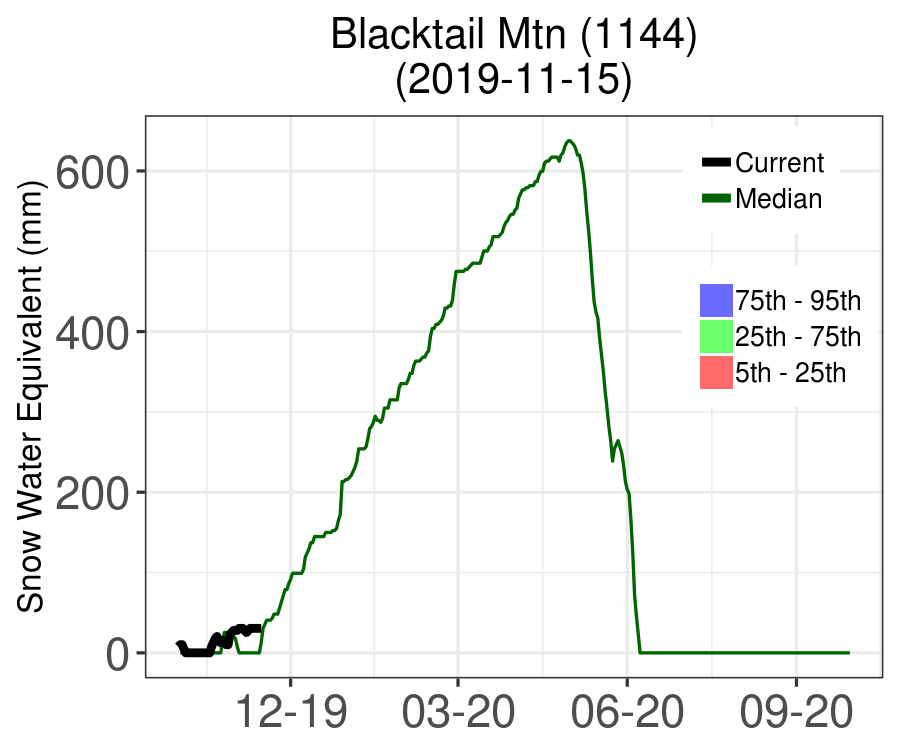 Blacktail Mtn (1144)
(2019-11-15)
Snow Water Equivalent (mm)
600
400
200
0
12-19
03-20
06-20
09-20
Current
Median
75th - 95th
25th - 75th
5th - 25th